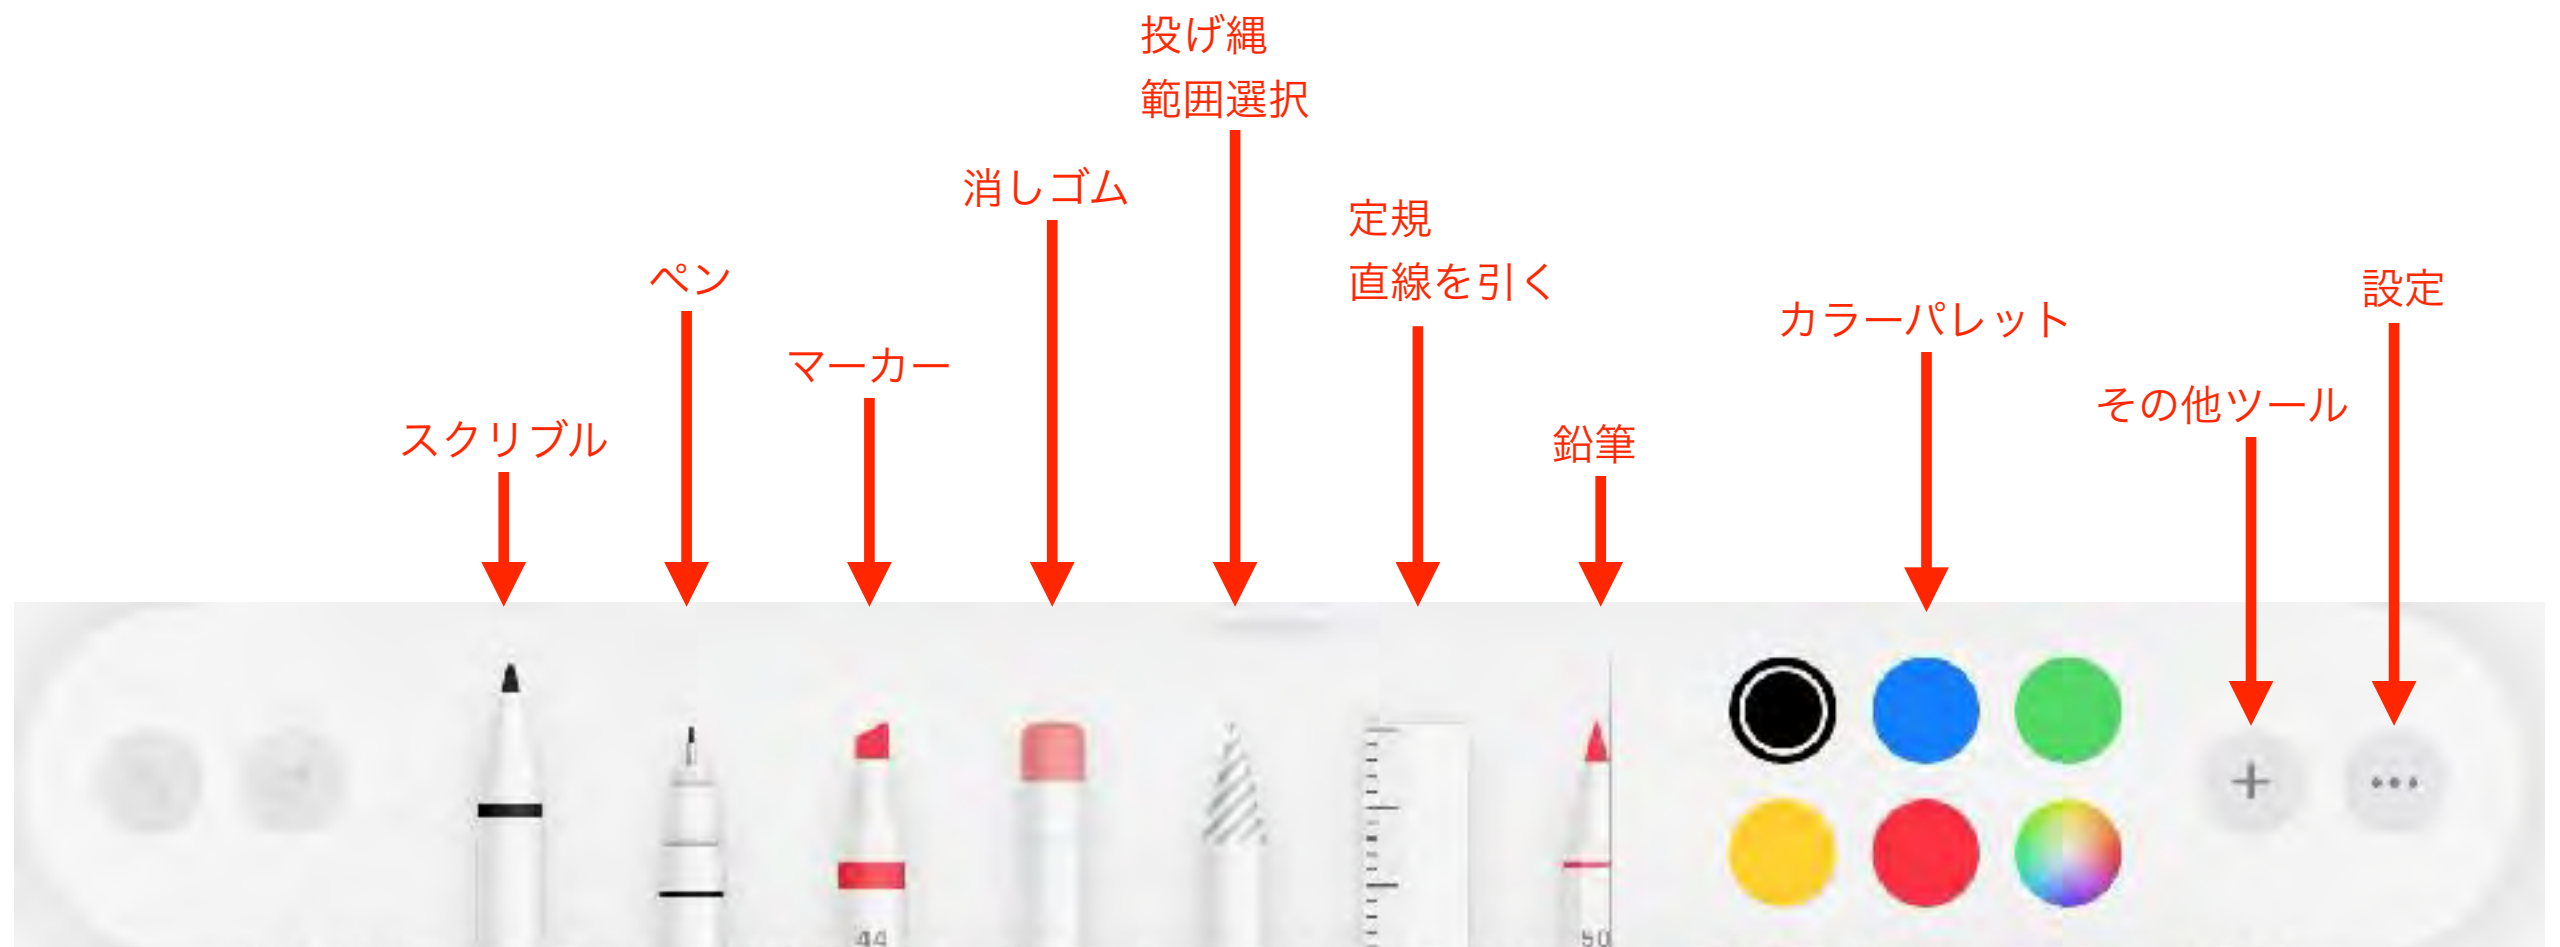 投げ縄
範囲選択
消しゴム
定規
直線を引く
ペン
設定
カラーパレット
マーカー
その他ツール
スクリブル
鉛筆
44
50